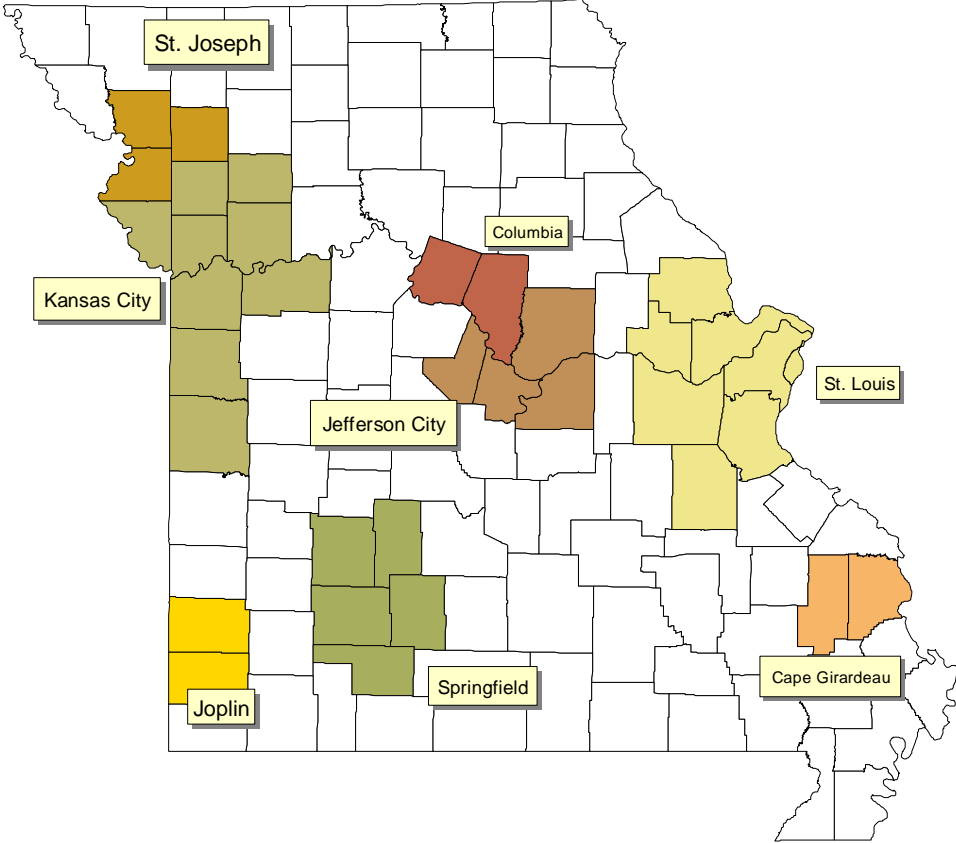 St. Joseph
Columbia
Kansas City
St. Louis
Jefferson City
Cape Girardeau
Springfield
Joplin